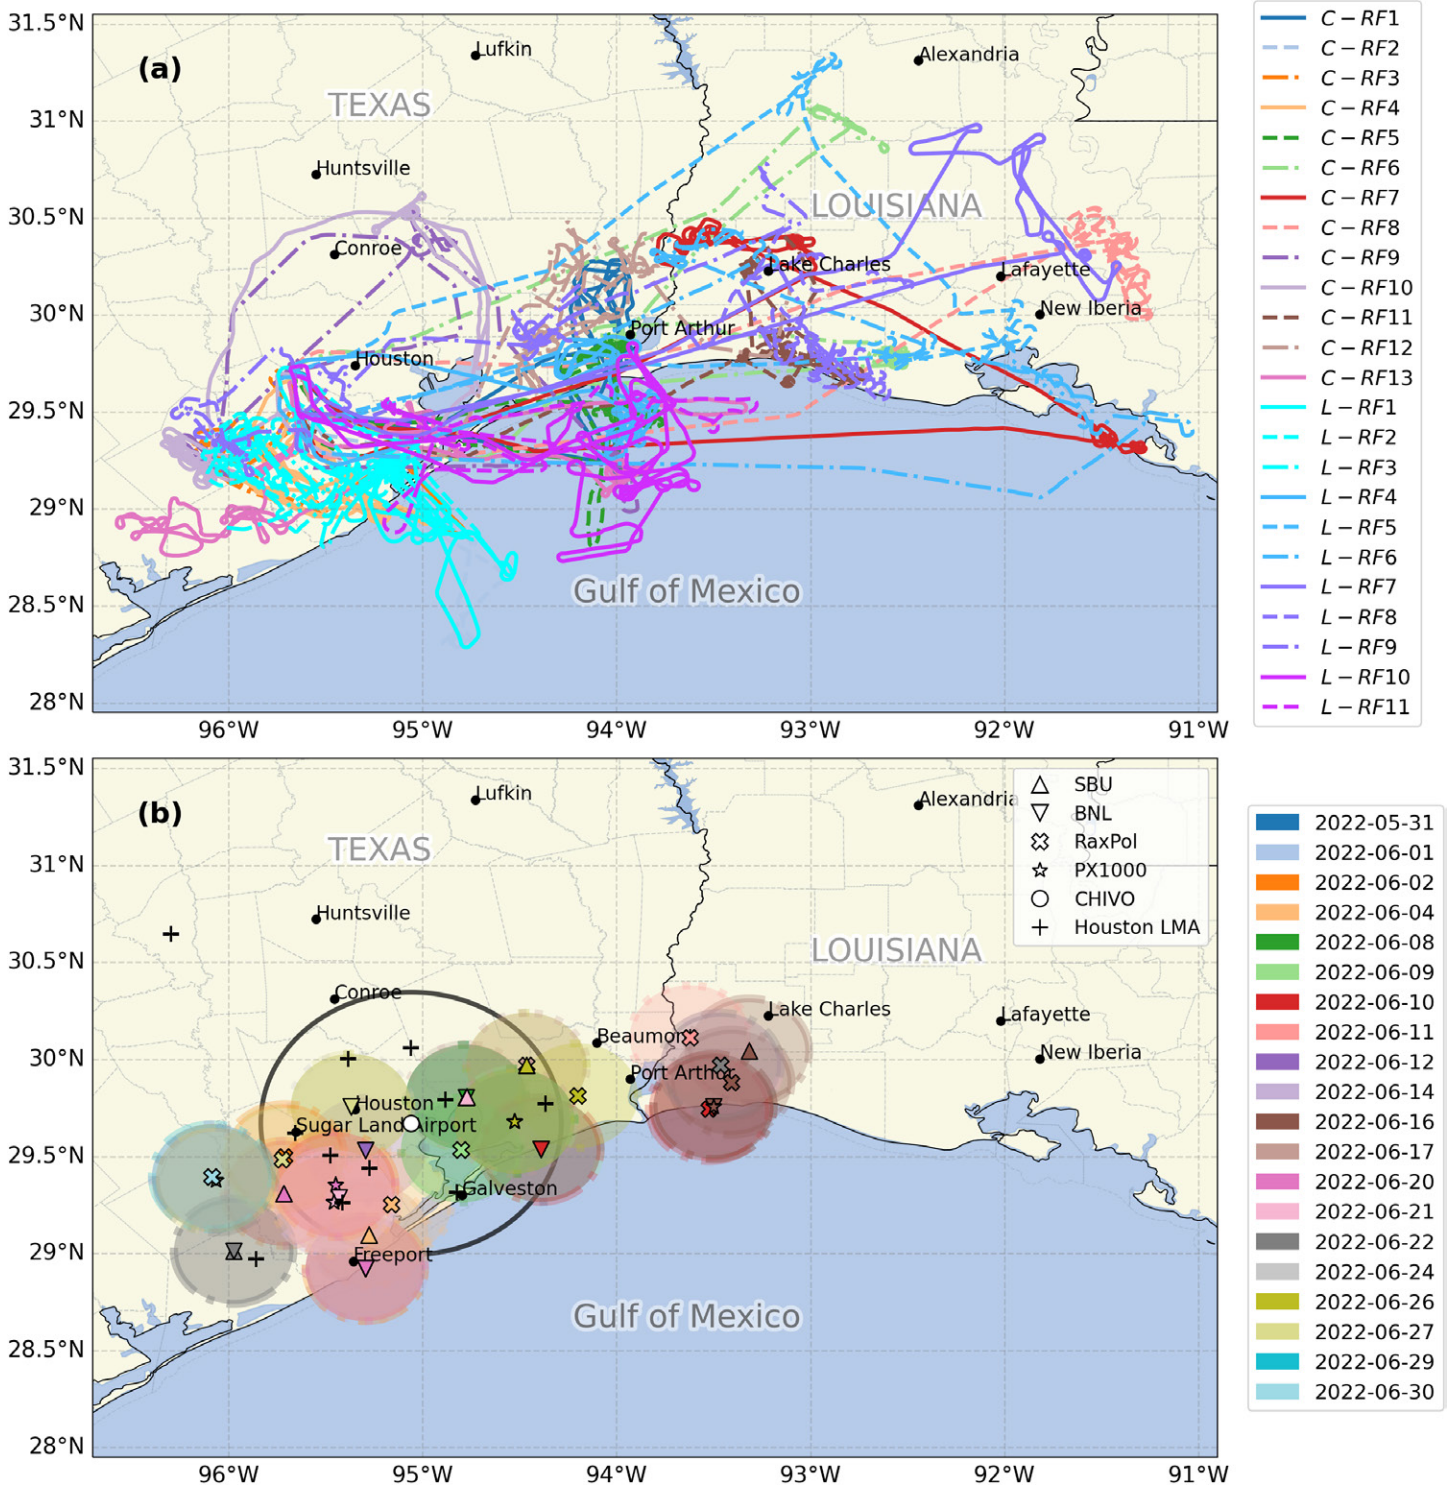 (a)
31.5°N
31°N
30.5°N
30°N
29.5°N
29°N
28.5°N
28°N
96°W
95°W
94°W
93°W
92°W
91°W
Lufkin
Alexandria
TEXAS
Huntsville
LOUISIANA
Conroe
Lake Charles
Lafayette
New Iberia
Port Arthur
Houston
Gulf of Mexico
C−RF1
C−RF2
C−RF3
C−RF4
C−RF5
C−RF6
C−RF7
C−RF8
C−RF9
C−RF10
C−RF11
C−RF12
C−RF13
L−RF1
L−RF2
L−RF3
L−RF4
L−RF5
L−RF6
L−RF7
L−RF8
L−RF9
L−RF10
L−RF11
(b)
31.5°N
31°N
30.5°N
30°N
29.5°N
29°N
28.5°N
28°N
96°W
95°W
94°W
93°W
92°W
91°W
Lufkin
Alexandria
TEXAS
Huntsville
LOUISIANA
Conroe
Lake Charles
Lafayette
Beaumont
New Iberia
Port Arthur
Houston
Sugar Land Airport
Galveston
Freeport
Gulf of Mexico
SBU
BNL
RaxPol
PX1000
CHIVO
Houston LMA
2022-05-31
2022-06-01
2022-06-02
2022-06-04
2022-06-08
2022-06-09
2022-06-10
2022-06-11
2022-06-12
2022-06-14
2022-06-16
2022-06-17
2022-06-20
2022-06-21
2022-06-22
2022-06-24
2022-06-26
2022-06-27
2022-06-29
2022-06-30